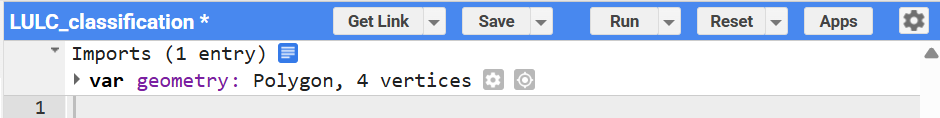 LULC_classification * Get Link Save Run Reset Apps
Imports (1 entry)
var geometry: Polygon, 4 vertices
1